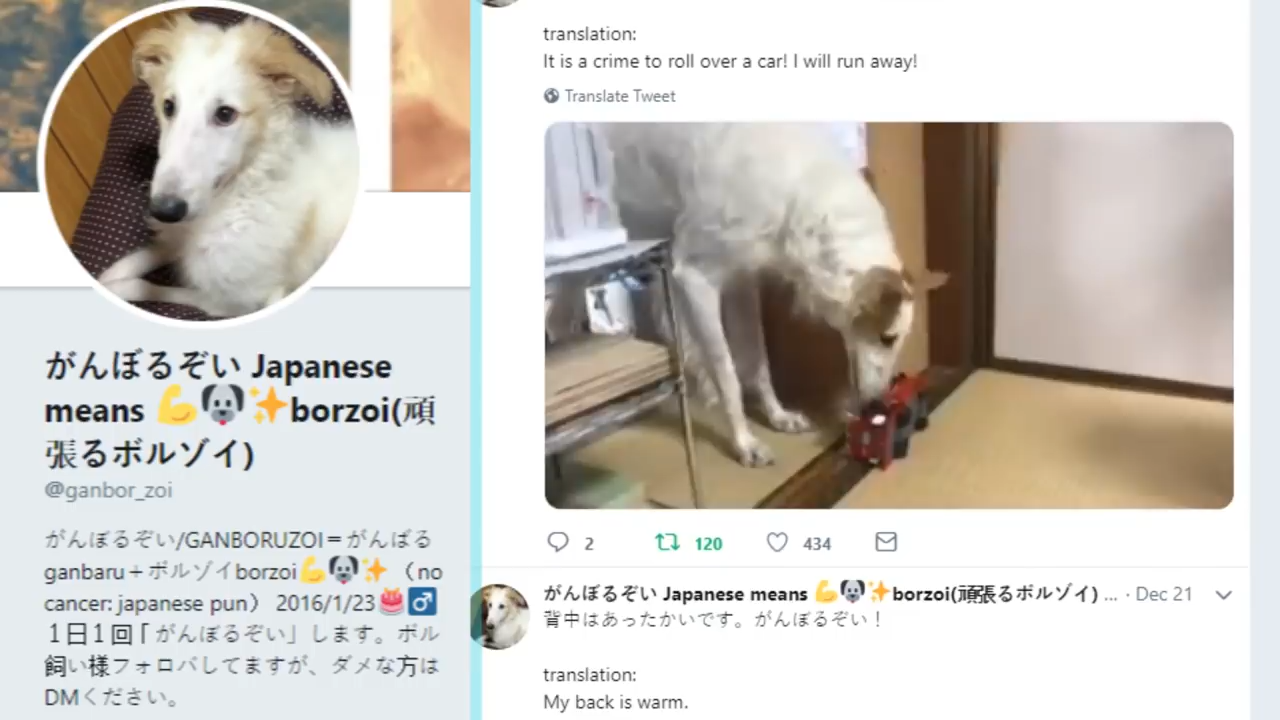 がんぼるぞい Japanese
means 💪🐶✨borzoi(頑
張るボルゾイ)
@ganbor_zoi
がんぼるぞい/GANBORUZOI＝がんばる
ganbaru＋ボルゾイborzoi💪🐶✨（no
cancer: japanese pun） 2016/1/23🎂♂️
１日１回「がんぼるぞい」します。ボル
飼い様フォロバしてますが、ダメな方は
DMください。
translation:
It is a crime to roll over a car! I will run away!
Translate Tweet
2 120 434
がんぼるぞい Japanese means 💪🐶✨borzoi(頑張るボルゾイ) ... · Dec 21
背中はあったかいです。がんぼるぞい！
translation:
My back is warm.